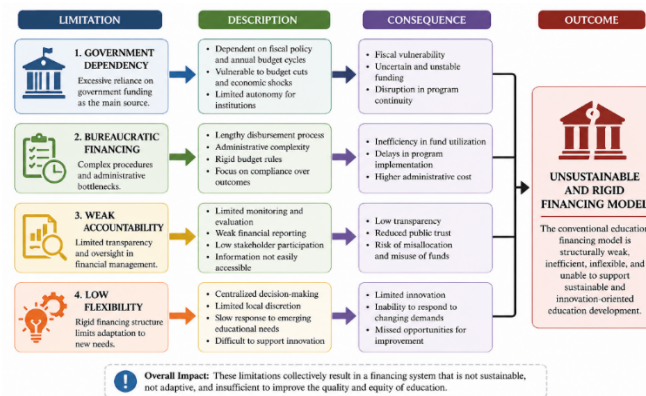 LIMITATION
DESCRIPTION
CONSEQUENCE
OUTCOME
1. GOVERNMENT
DEPENDENCY
Excessive reliance on
government funding
as the main source.
• Dependent on fiscal policy
and annual budget cycles
• Vulnerable to budget cuts
and economic shocks
• Limited autonomy for
institutions
• Fiscal vulnerability
• Uncertain and unstable
funding
• Disruption in program
continuity
2. BUREAUCRATIC
FINANCING
Complex procedures
and administrative
bottlenecks.
• Lengthy disbursement process
• Administrative complexity
• Rigid budget rules
• Focus on compliance over
outcomes
• Inefficiency in fund utilization
• Delays in program
implementation
• Higher administrative cost
3. WEAK
ACCOUNTABILITY
Limited transparency
and oversight in
financial management.
• Limited monitoring and
evaluation
• Weak financial reporting
• Low stakeholder participation
• Information not easily
accessible
• Low transparency
• Reduced public trust
• Risk of misallocation
and misuse of funds
4. LOW
FLEXIBILITY
Rigid financing structure
limits adaptation to
new needs.
• Centralized decision-making
• Limited local discretion
• Slow response to emerging
educational needs
• Difficult to support innovation
• Limited innovation
• Inability to respond to
changing demands
• Missed opportunities for
improvement
UNSUSTAINABLE
AND RIGID
FINANCING MODEL
The conventional education
financing model is
structurally weak,
inefficient, inflexible, and
unable to support
sustainable and
innovation-oriented
education development.
! Overall Impact: These limitations collectively result in a financing system that is not sustainable,
not adaptive, and insufficient to improve the quality and equity of education.